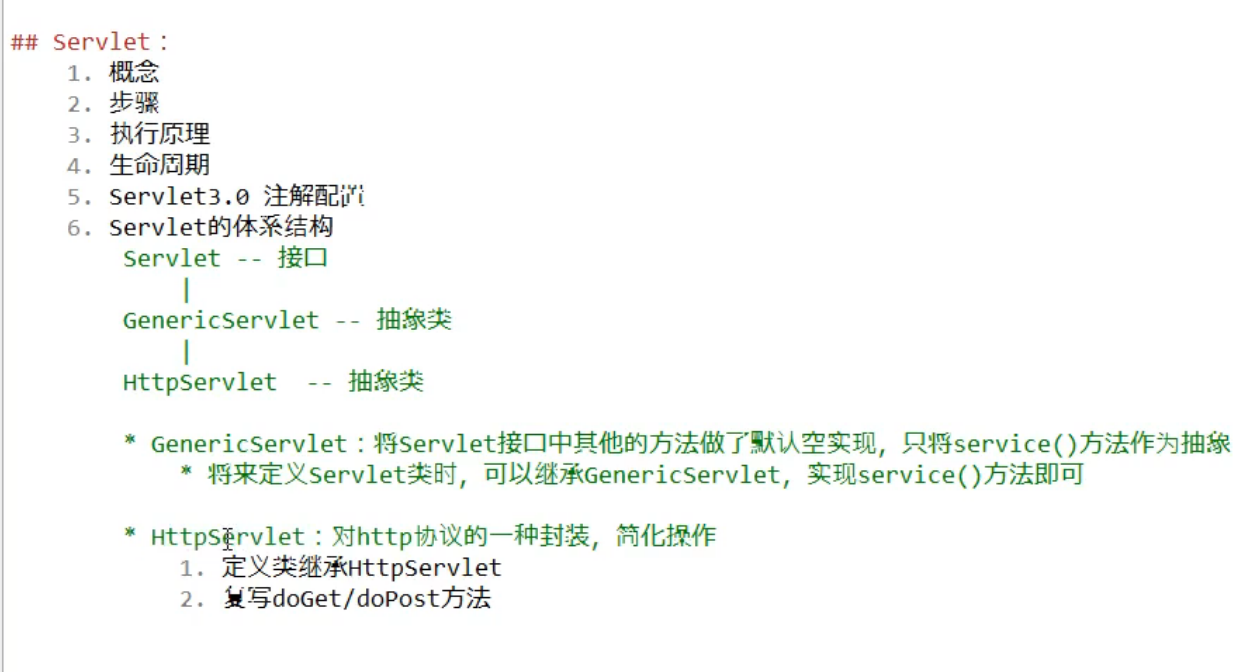 ## Servlet：
1. 概念
2. 步骤
3. 执行原理
4. 生命周期
5. Servlet3.0 注解配置
6. Servlet的体系结构
Servlet -- 接口
|
GenericServlet -- 抽象类
|
HttpServlet  -- 抽象类
* GenericServlet：将Servlet接口中其他的方法做了默认空实现，只将service()方法作为抽象
* 将来定义Servlet类时，可以继承GenericServlet，实现service()方法即可
* HttpServlet：对http协议的一种封装，简化操作
1. 定义类继承HttpServlet
2. 复写doGet/doPost方法